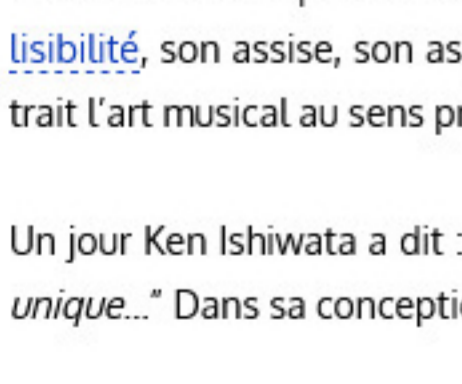 lisibilité, son assise, son as
trait l’art musical au sens pr
Un jour Ken Ishiwata a dit :
unique...” Dans sa concepti